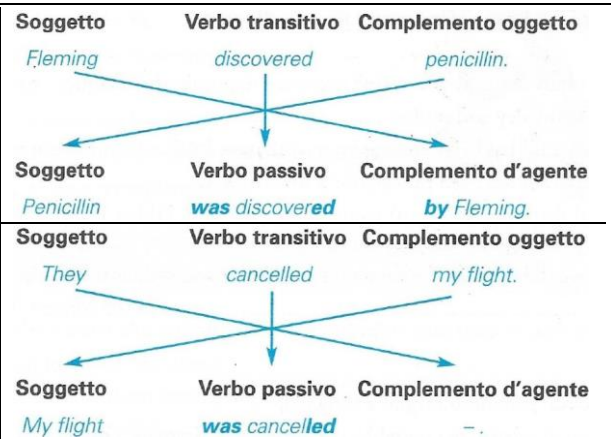 Soggetto Verbo transitivo Complemento oggetto
Fleming discovered penicillin.
Soggetto Verbo passivo Complemento d'agente
Penicillin was discovered by Fleming.
Soggetto Verbo transitivo Complemento oggetto
They cancelled my flight.
Soggetto Verbo passivo Complemento d'agente
My flight was cancelled – .